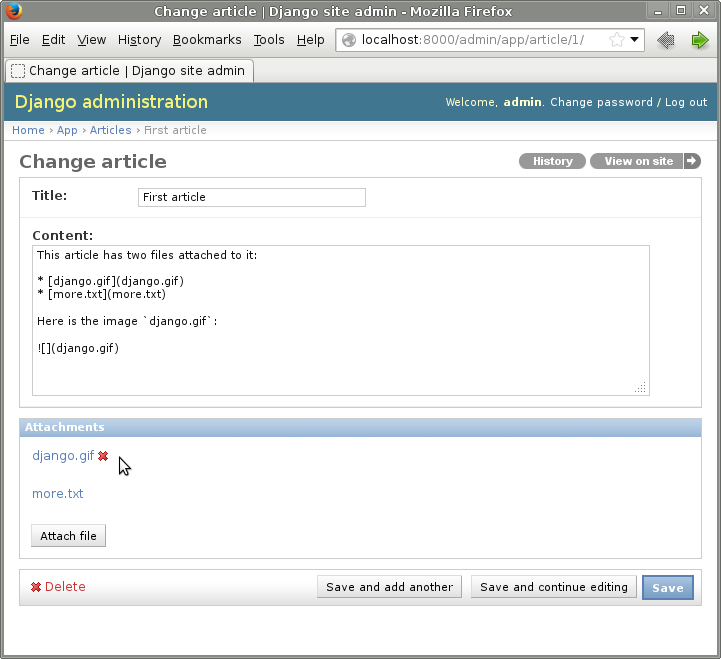 Change article | Django site admin - Mozilla Firefox
File Edit View History Bookmarks Tools Help localhost:8000/admin/app/article/1/
Change article | Django site admin
Django administration Welcome, admin. Change password / Log out
Home › App › Articles › First article
Change article History View on site
Title: First article
Content:
This article has two files attached to it:
* [django.gif](django.gif)
* [more.txt](more.txt)
Here is the image `django.gif`:
![](django.gif)
Attachments
django.gif
more.txt
Attach file
Delete Save and add another Save and continue editing Save